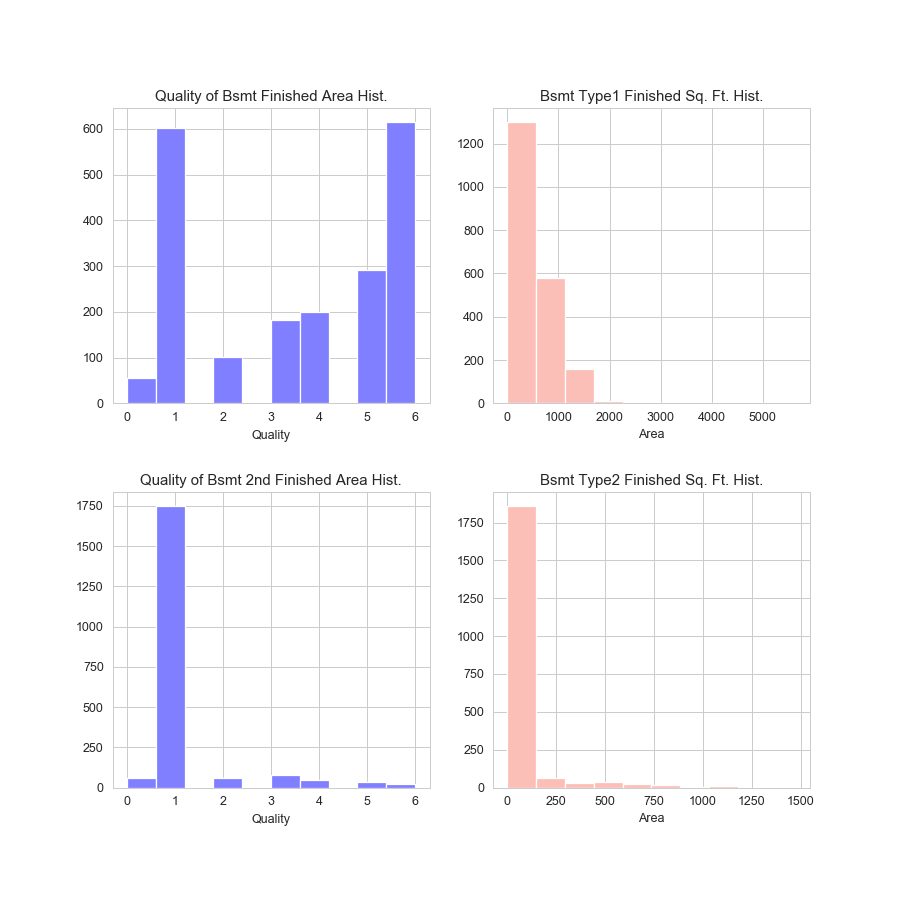 Quality of Bsmt Finished Area Hist.
600
500
400
300
200
100
0
0 1 2 3 4 5 6
Quality
Bsmt Type1 Finished Sq. Ft. Hist.
1200
1000
800
600
400
200
0
0 1000 2000 3000 4000 5000
Area
Quality of Bsmt 2nd Finished Area Hist.
1750
1500
1250
1000
750
500
250
0
0 1 2 3 4 5 6
Quality
Bsmt Type2 Finished Sq. Ft. Hist.
1750
1500
1250
1000
750
500
250
0
0 250 500 750 1000 1250 1500
Area